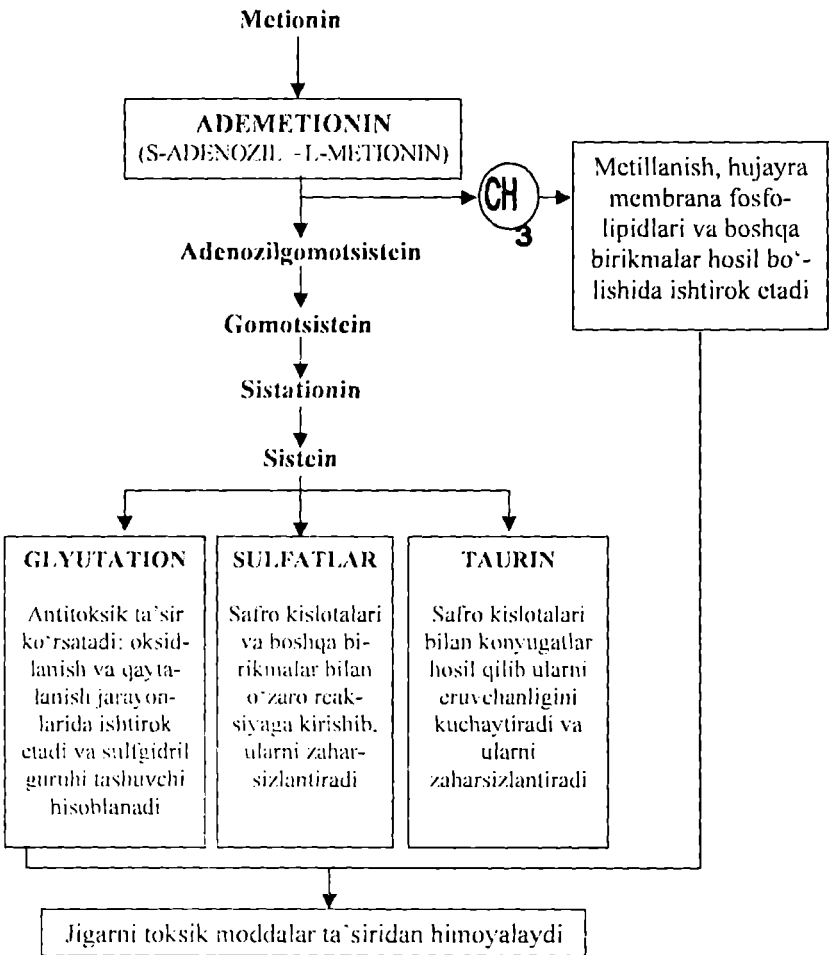 Metionin
ADEMETIONIN
(S-ADENOZIL -L-METIONIN)
CH
3
Metillanish, hujayra
membrana fosfo-
lipidlari va boshqa
birikmalar hosil bo‘-
lishida ishtirok etadi
Adenozilgomotsistein
Gomotsistein
Sistationin
Sistein
GLYUTATION
Antitoksik ta’sir
ko‘rsatadi: oksid-
lanish va qayta-
lanish jarayon-
larida ishtirok
etadi va sulfgidril
guruhi tashuvchi
hisoblanadi
SULFATLAR
Safro kislotalari
va boshqa bi-
rikmalar bilan
o‘zaro reak-
siyaga kirishib,
ularni zahar-
sizlantiradi
TAURIN
Safro kislotalari
bilan konyugatlar
hosil qilib ularni
eruvchanligini
kuchaytiradi va
ularni
zaharsizlantiradi
Jigarni toksik moddalar ta’siridan himoyalaydi